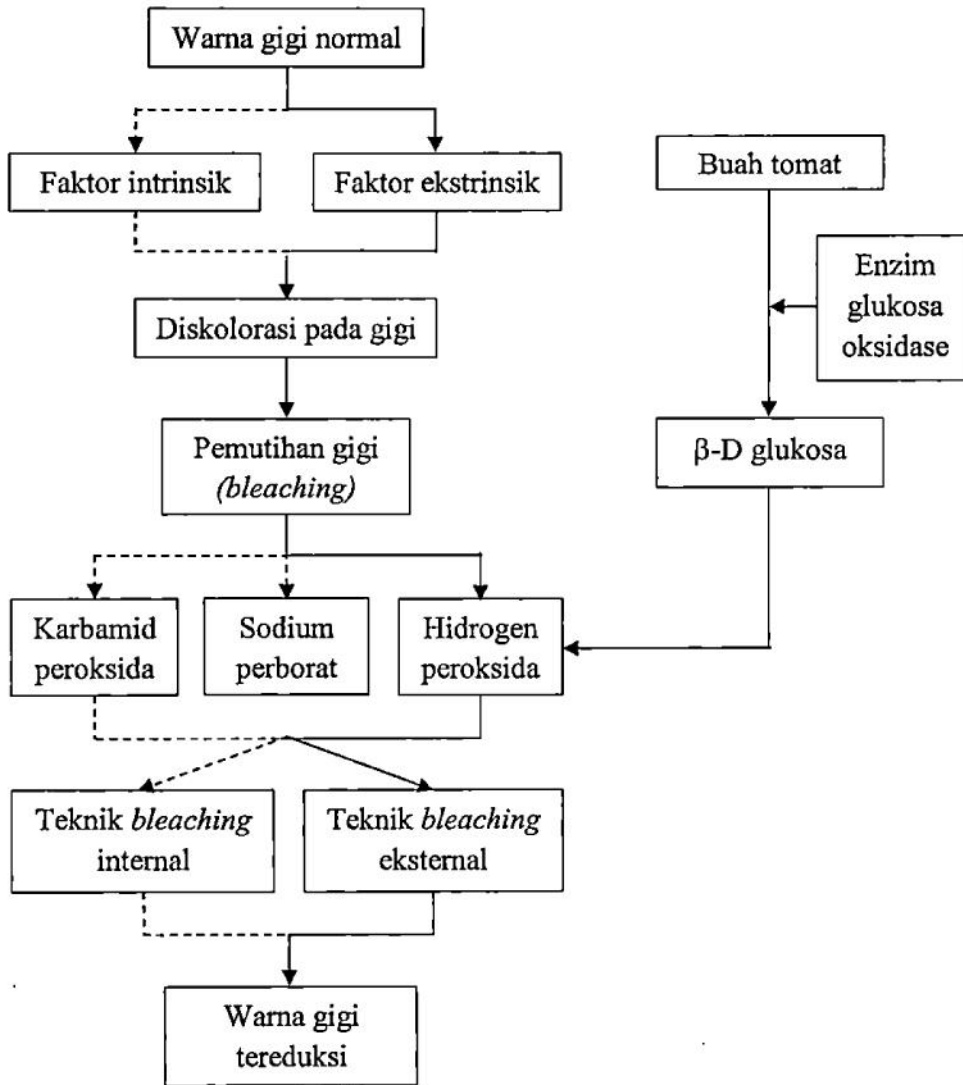 Warna gigi normal
Faktor intrinsik
Faktor ekstrinsik
Buah tomat
Enzim
glukosa
oksidase
Diskolorasi pada gigi
Pemutihan gigi
(bleaching)
β-D glukosa
Karbamid
peroksida
Sodium
perborat
Hidrogen
peroksida
Teknik bleaching
internal
Teknik bleaching
eksternal
Warna gigi
tereduksi